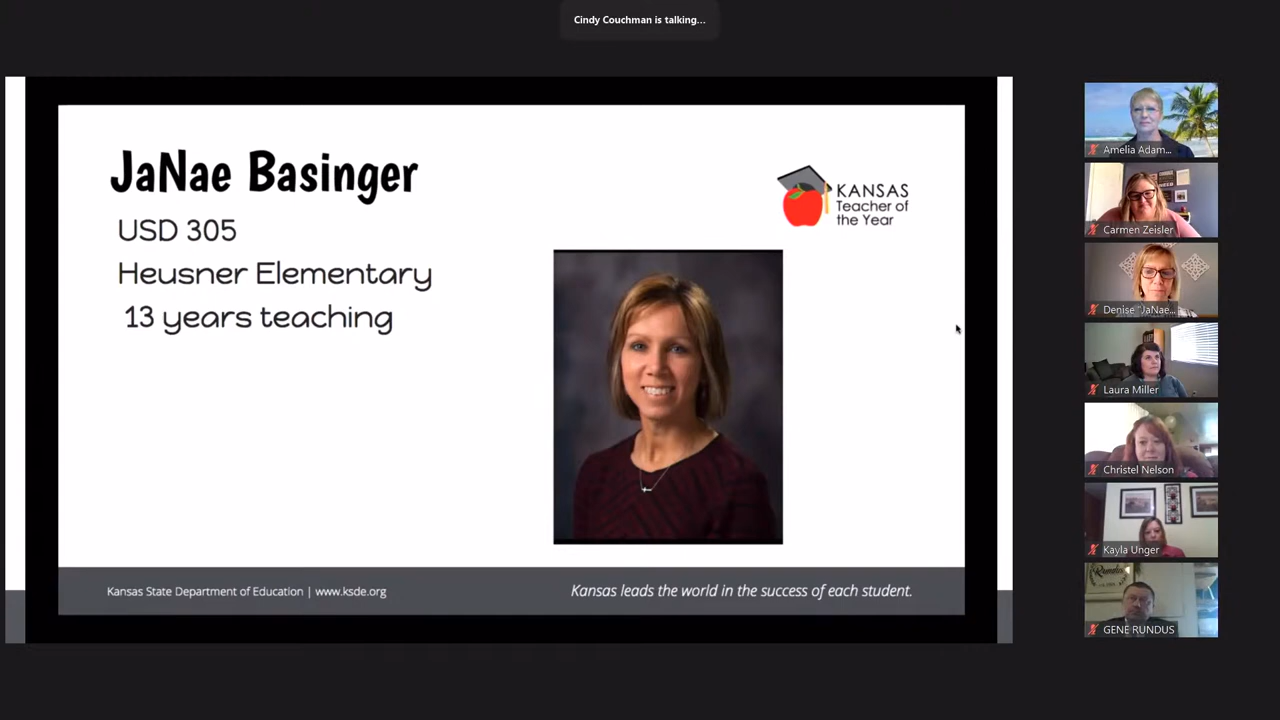 Cindy Couchman is talking...
JaNae Basinger
USD 305
Heusner Elementary
13 years teaching
KANSAS
Teacher of
the Year
Kansas State Department of Education | www.ksde.org
Kansas leads the world in the success of each student.
Amelia Adam...
Carmen Zeisler
Denise "JaNae...
Laura Miller
Christel Nelson
Kayla Unger
GENE RUNDUS